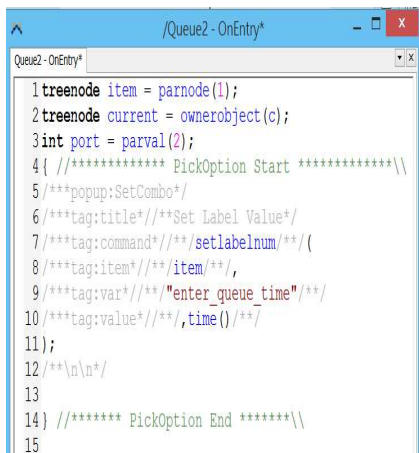 /Queue2 - OnEntry*
Queue2 - OnEntry*
1 treenode item = parnode(1);
2 treenode current = ownerobject(c);
3 int port = parval(2);
4 { //************* PickOption Start *************\\
5 /***popup:SetCombo*/
6 /***tag:title*//**Set Label Value*/
7 /***tag:command*//**/setlabelnum/**/(
8 /***tag:item*//**/item/**/,
9 /***tag:var*//**/"enter_queue_time"/**/
10 /***tag:value*//**/,time()/**/
11 );
12 /**\n\n*/
13
14 } //******* PickOption End *******\\
15